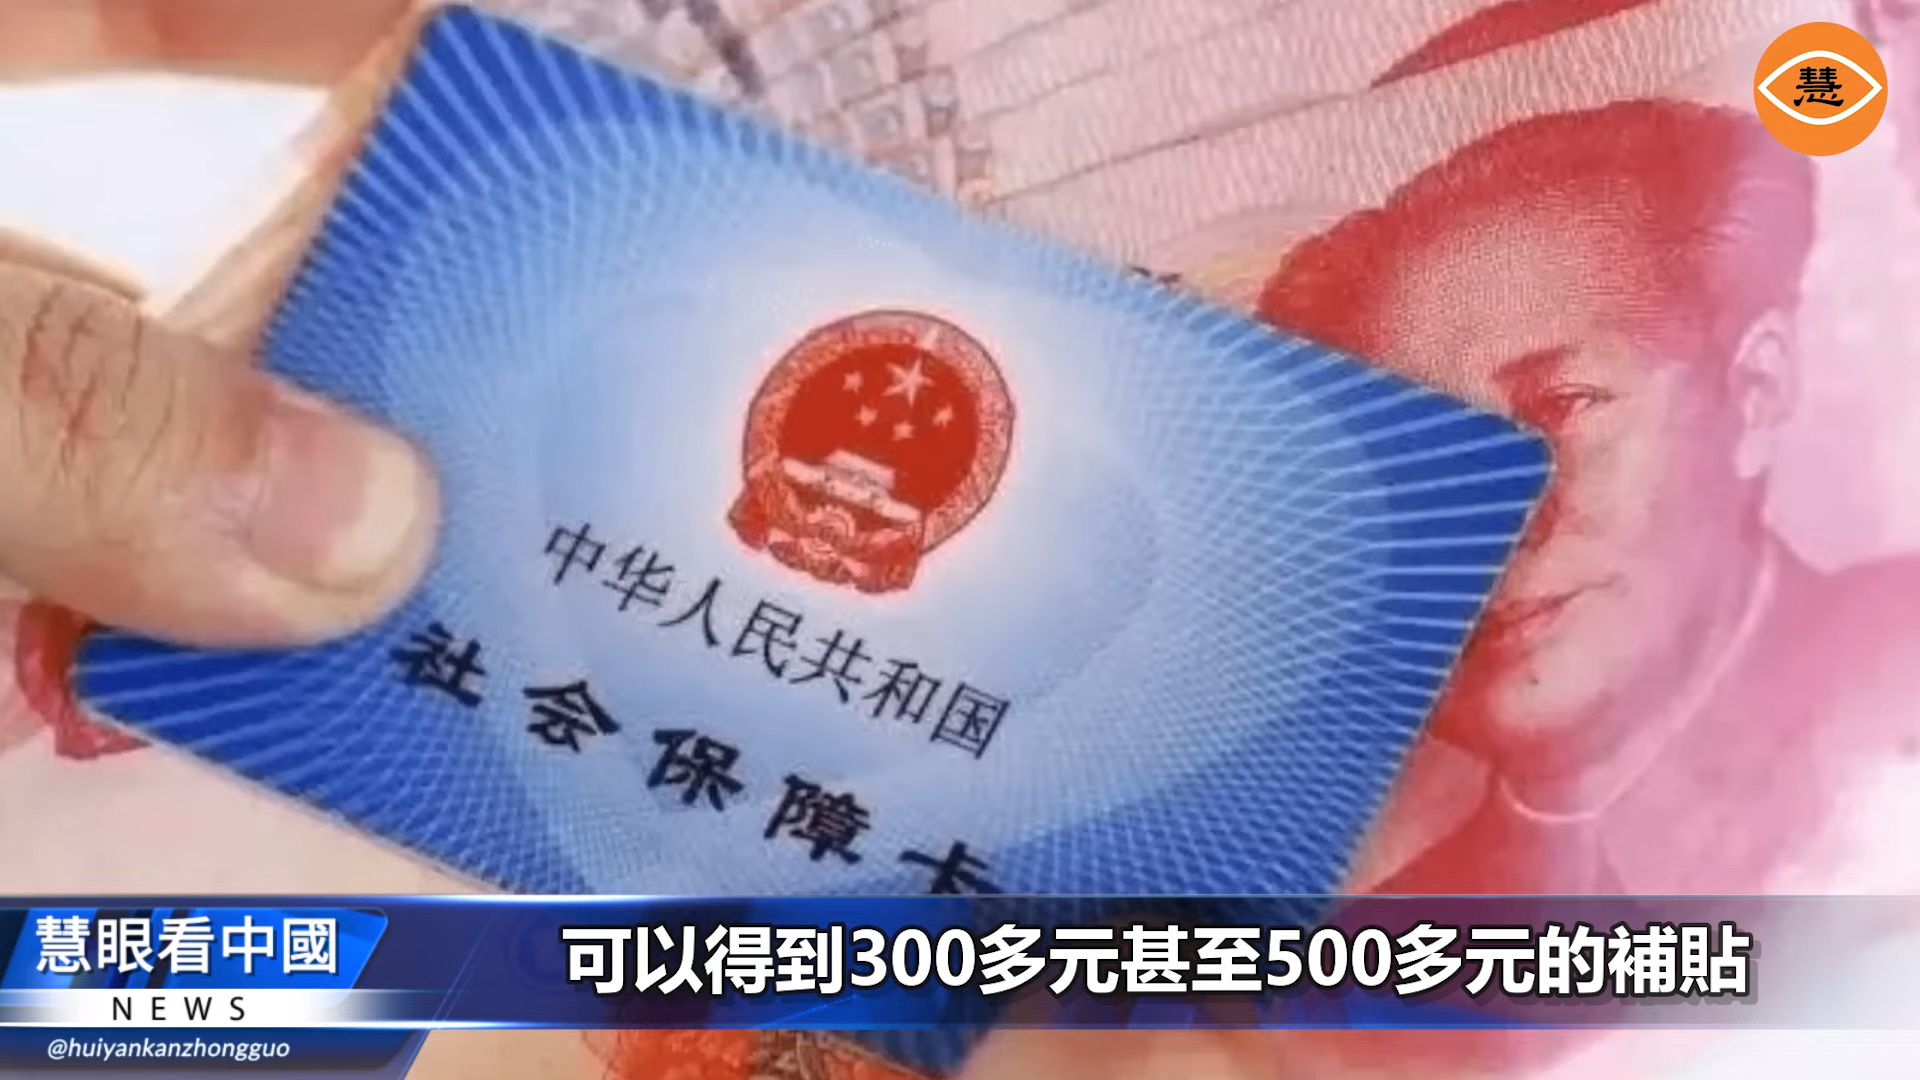 慧
中华人民共和国
社会保障卡
可以得到300多元甚至500多元的補貼
慧眼看中國
NEWS
@huiyankanzhongguo